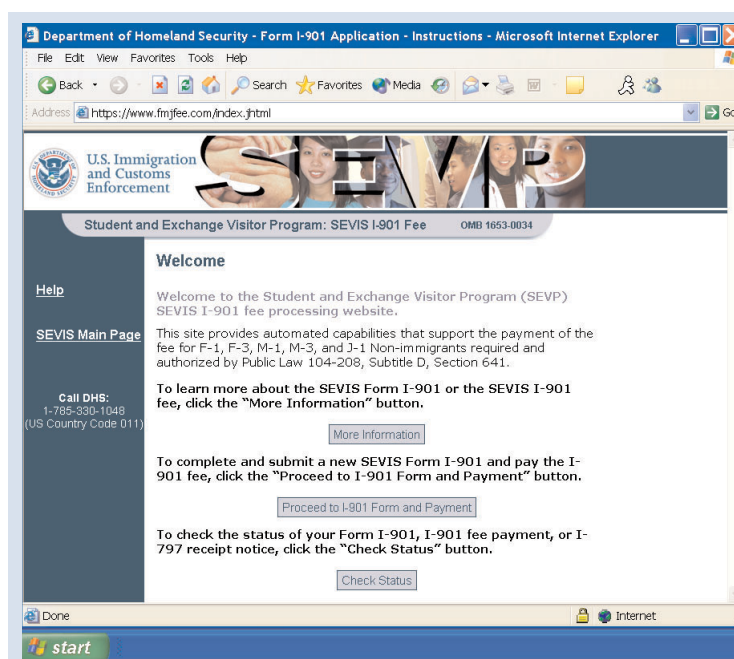 Department of Homeland Security - Form I-901 Application - Instructions - Microsoft Internet Explorer
File Edit View Favorites Tools Help
Back Search Favorites Media
Address https://www.fmjfee.com/index.jhtml Go
U.S. Immigration
and Customs
Enforcement
SEVP
Student and Exchange Visitor Program: SEVIS I-901 Fee OMB 1653-0034
Welcome
Help
Welcome to the Student and Exchange Visitor Program (SEVP)
SEVIS I-901 fee processing website.
SEVIS Main Page
This site provides automated capabilities that support the payment of the
fee for F-1, F-3, M-1, M-3, and J-1 Non-immigrants required and
authorized by Public Law 104-208, Subtitle D, Section 641.
Call DHS:
1-785-330-1048
(US Country Code 011)
To learn more about the SEVIS Form I-901 or the SEVIS I-901
fee, click the "More Information" button.
More Information
To complete and submit a new SEVIS Form I-901 and pay the I-
901 fee, click the "Proceed to I-901 Form and Payment" button.
Proceed to I-901 Form and Payment
To check the status of your Form I-901, I-901 fee payment, or I-
797 receipt notice, click the "Check Status" button.
Check Status
Done Internet
start